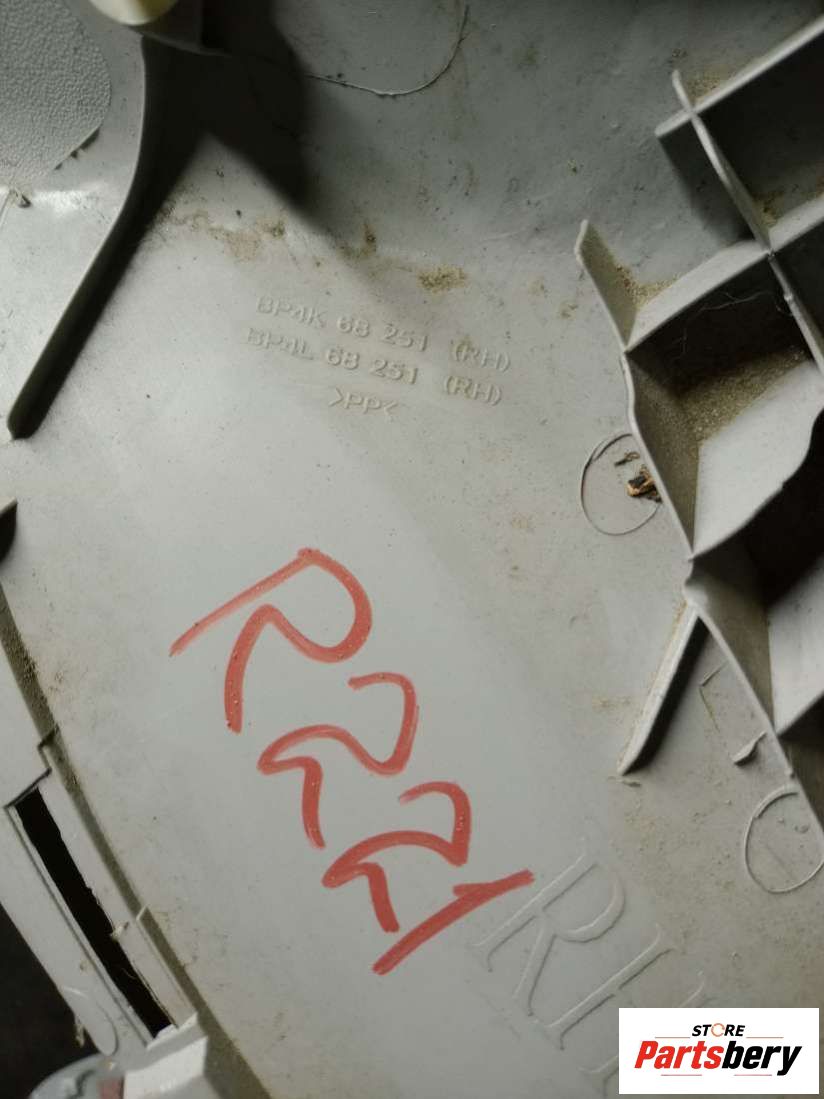 BP4K 68 251 (RH)
BP4L 68 251 (RH)
>PP<
RH
STORE
Partsbery